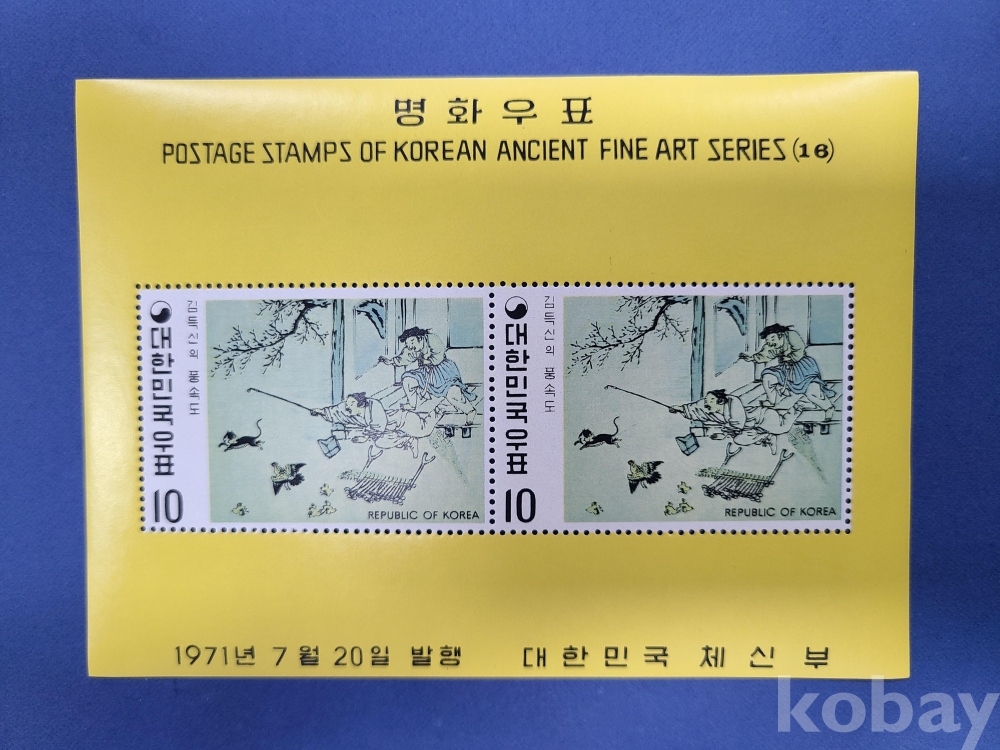 명화우표
POSTAGE STAMPS OF KOREAN ANCIENT FINE ART SERIES (16)
대한민국우표
김득신의 풍속도
10
REPUBLIC OF KOREA
대한민국우표
김득신의 풍속도
10
REPUBLIC OF KOREA
1971년 7월 20일 발행 대한민국 체신부
kobay